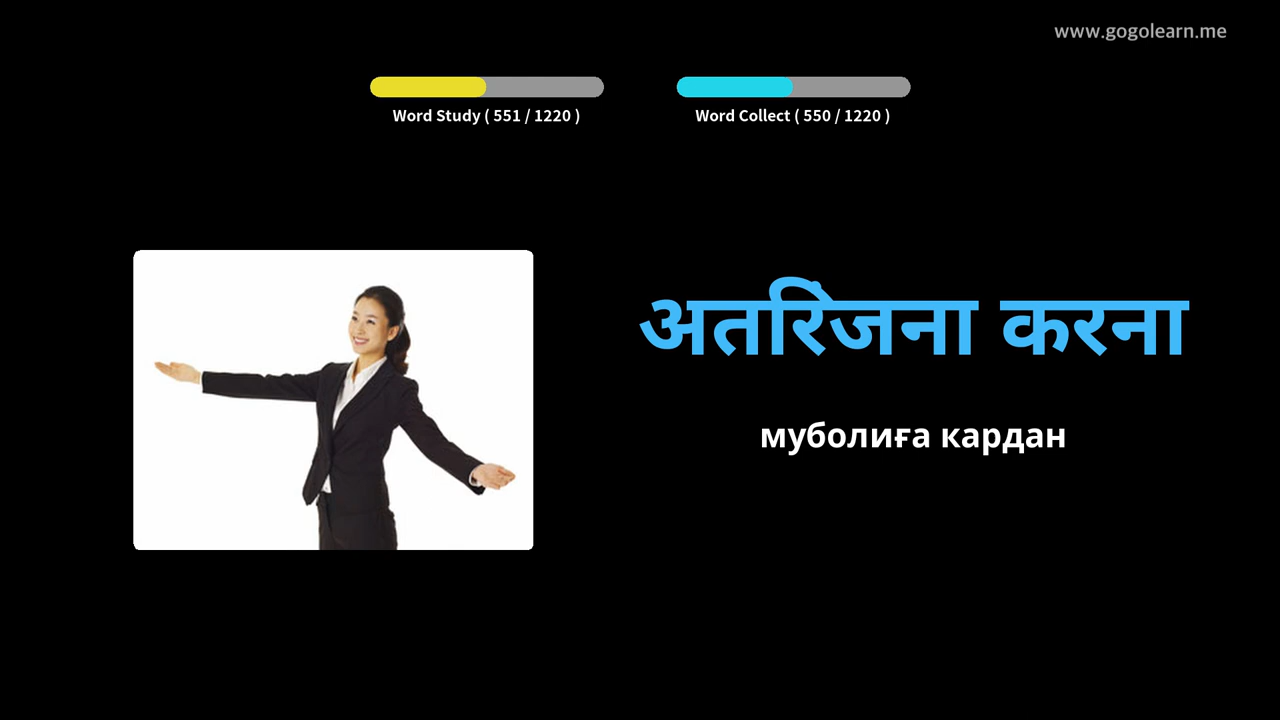 www.gogolearn.me
Word Study ( 551 / 1220 )
Word Collect ( 550 / 1220 )
अतिरंजना करना
муболиға кардан